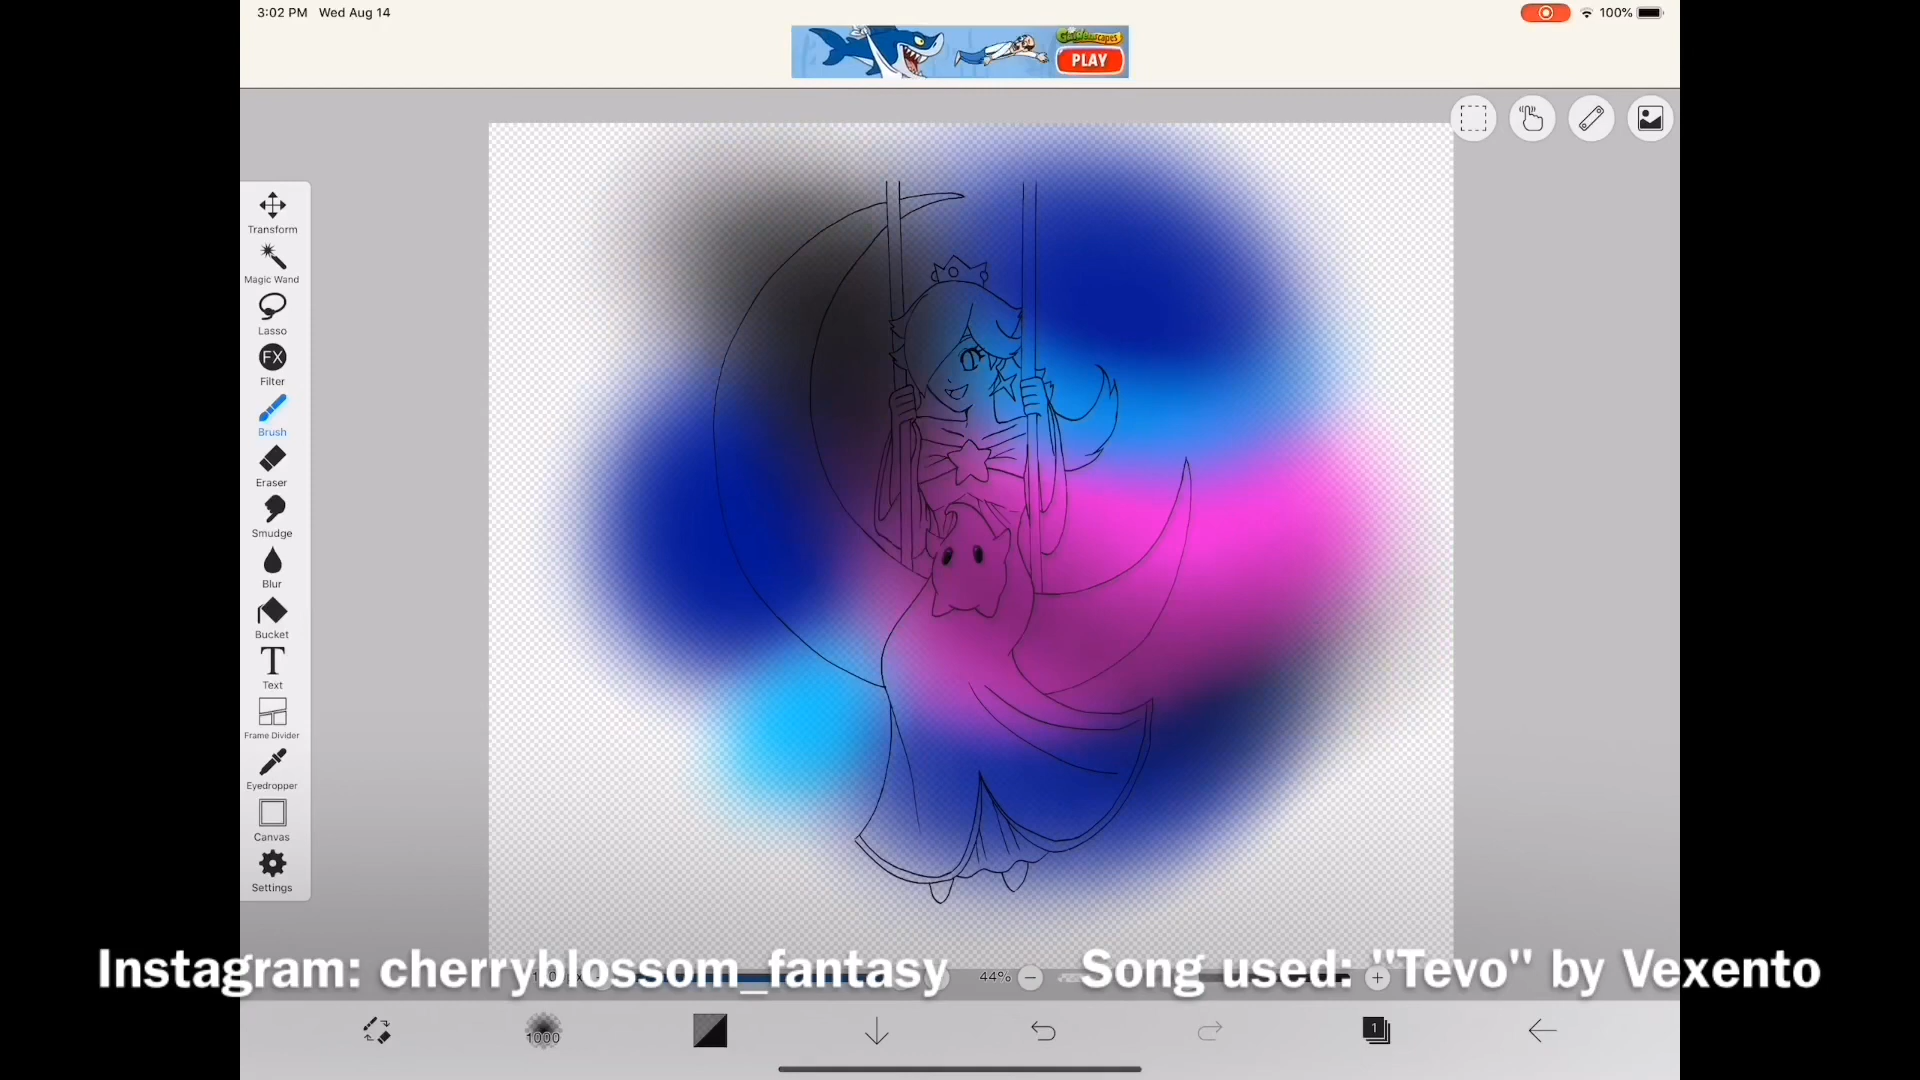 3:02 PM Wed Aug 14
100%
Gardenscapes
PLAY
Transform
Magic Wand
Lasso
FX
Filter
Brush
Eraser
Smudge
Blur
Bucket
T
Text
Frame Divider
Eyedropper
Canvas
Settings
44%
Instagram: cherryblossom_fantasy
Song used: "Tevo" by Vexento
1000
1